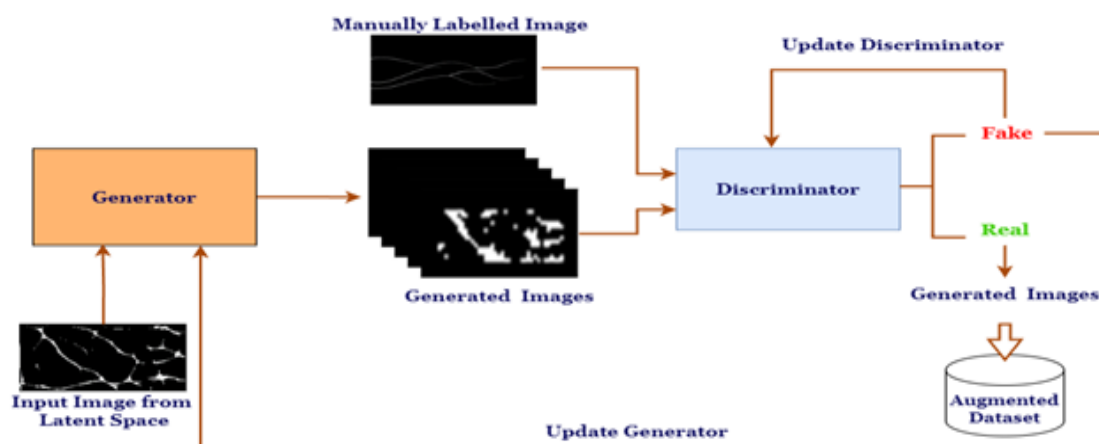 Manually Labelled Image
Update Discriminator
Fake
Generator
Discriminator
Real
Generated Images
Generated Images
Input Image from
Latent Space
Augmented
Dataset
Update Generator